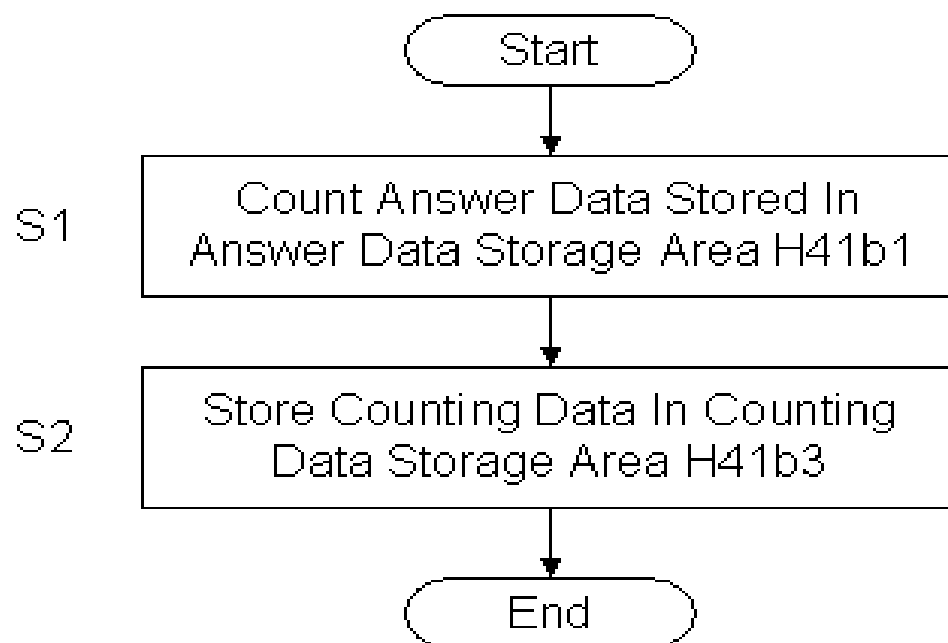 Start
S1
Count Answer Data Stored In
Answer Data Storage Area H41b1
S2
Store Counting Data In Counting
Data Storage Area H41b3
End